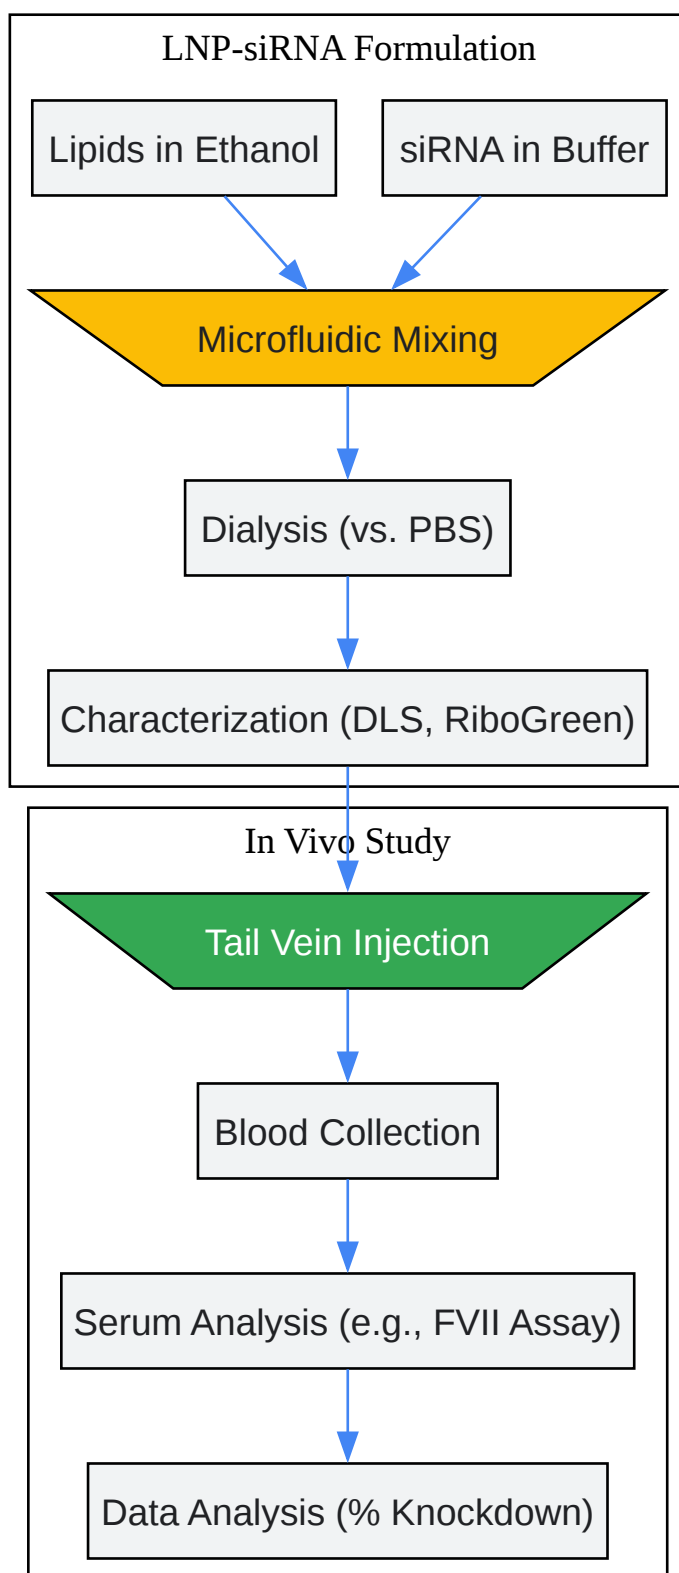 LNP-siRNA Formulation
Lipids in Ethanol
siRNA in Buffer
Microfluidic Mixing
Dialysis (vs. PBS)
Characterization (DLS, RiboGreen)
In Vivo Study
Tail Vein Injection
Blood Collection
Serum Analysis (e.g., FVII Assay)
Data Analysis (% Knockdown)